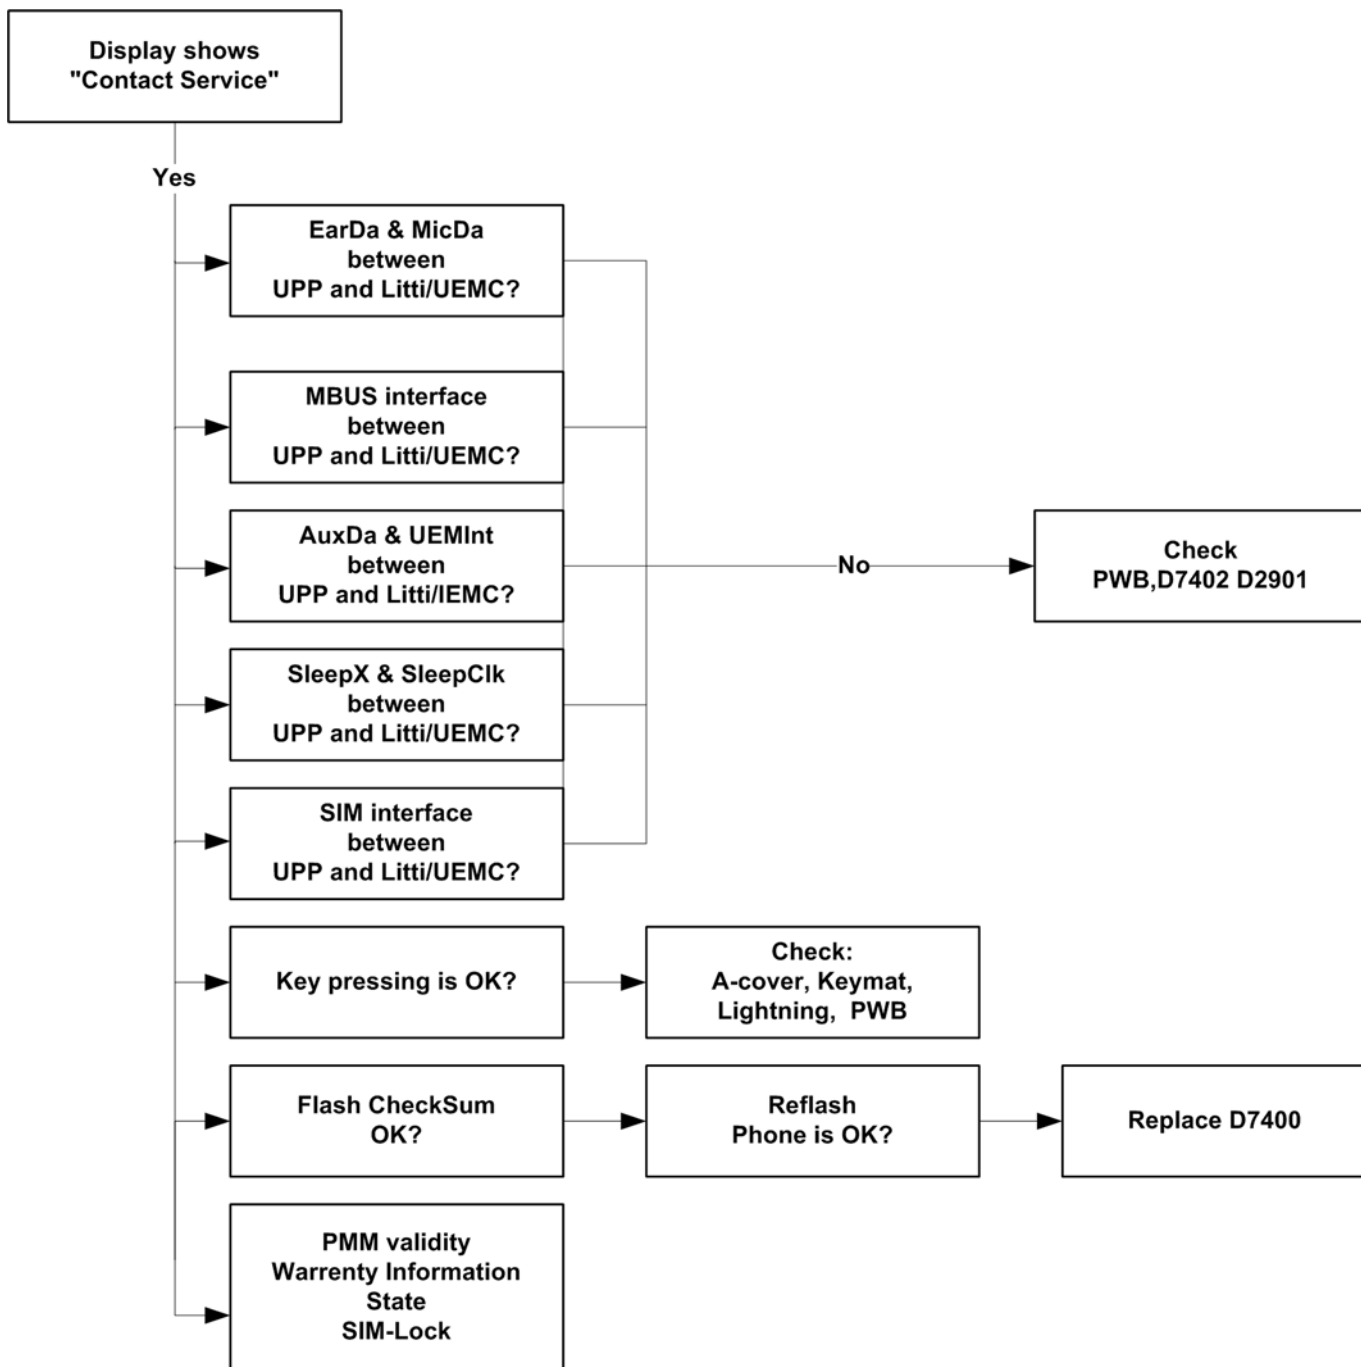 Display shows
"Contact Service"
Yes
EarDa & MicDa
between
UPP and Litti/UEMC?
MBUS interface
between
UPP and Litti/UEMC?
AuxDa & UEMInt
between
UPP and Litti/IEMC?
No
Check
PWB,D7402 D2901
SleepX & SleepClk
between
UPP and Litti/UEMC?
SIM interface
between
UPP and Litti/UEMC?
Key pressing is OK?
Check:
A-cover, Keymat,
Lightning, PWB
Flash CheckSum
OK?
Reflash
Phone is OK?
Replace D7400
PMM validity
Warrenty Information
State
SIM-Lock